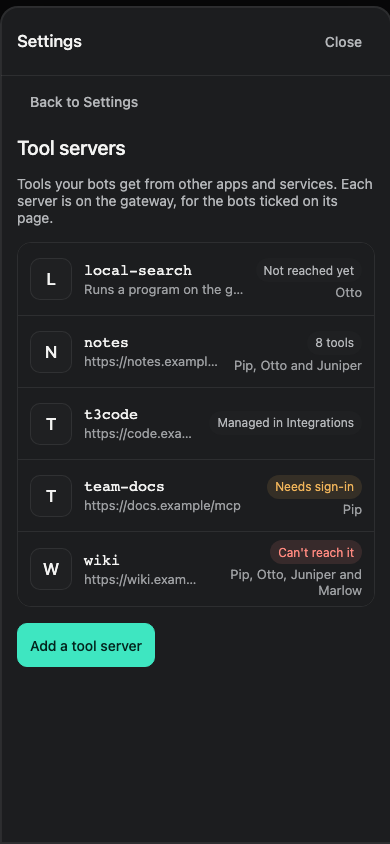 Settings
Close
Back to Settings
Tool servers
Tools your bots get from other apps and services. Each
server is on the gateway, for the bots ticked on its
page.
L
local-search
Not reached yet
Runs a program on the g...
Otto
N
notes
8 tools
https://notes.exampl...
Pip, Otto and Juniper
T
t3code
https://code.exa...
Managed in Integrations
T
team-docs
Needs sign-in
https://docs.example/mcp
Pip
W
wiki
Can't reach it
https://wiki.exam...
Pip, Otto, Juniper and
Marlow
Add a tool server